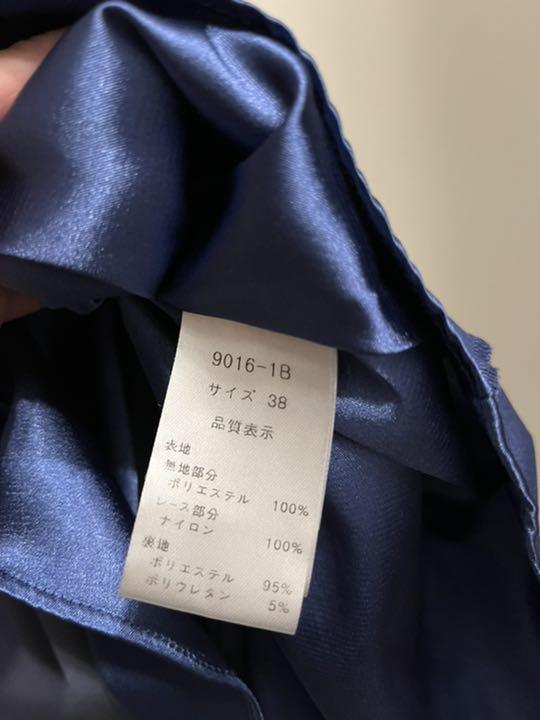 9016-1B
サイズ 38
品質表示
表地
無地部分
ポリエステル 100%
レース部分
ナイロン 100%
裏地
ポリエステル 95%
ポリウレタン 5%